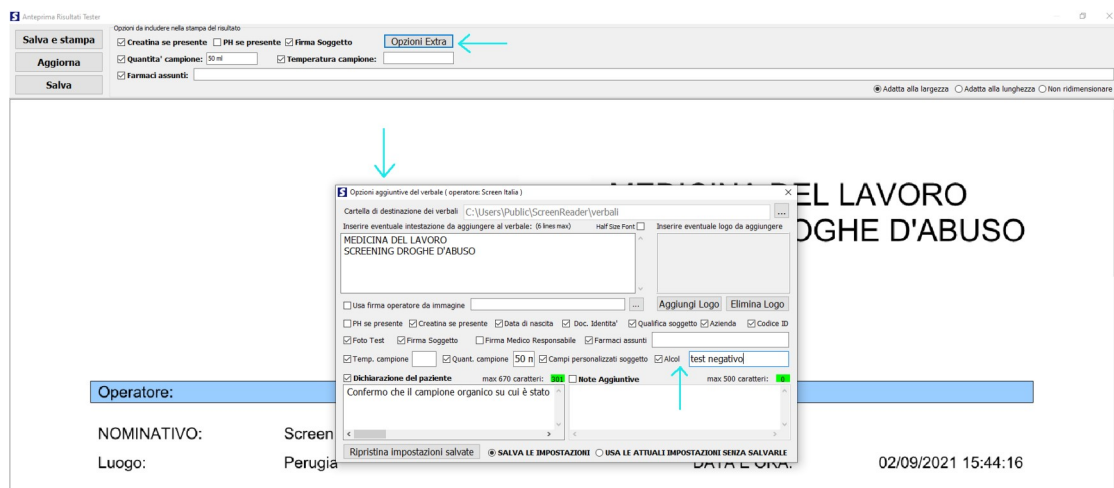 Anteprima Risultati Tester
Opzioni da includere nella stampa del risultato
Salva e stampa
Creatina se presente PH se presente Firma Soggetto Opzioni Extra
Aggiorna
Quantita' campione: 50 ml Temperatura campione:
Salva
Farmaci assunti:
Adatta alla larghezza Adatta alla lunghezza Non ridimensionare
DEL LAVORO
OGHE D'ABUSO
Opzioni aggiuntive del verbale ( operatore: Screen Italia )
Cartella di destinazione dei verbali C:\Users\Public\ScreenReader\verbali ...
Inserire eventuale intestazione da aggiungere al verbale: (6 lines max) Half Size Font Inserire eventuale logo da aggiungere
MEDICINA DEL LAVORO
SCREENING DROGHE D'ABUSO
Usa firma operatore da immagine ... Aggiungi Logo Elimina Logo
PH se presente Creatina se presente Data di nascita Doc. Identita' Qualifica soggetto Azienda Codice ID
Foto Test Firma Soggetto Firma Medico Responsabile Farmaci assunti
Temp. campione Quant. campione 50 m Campi personalizzati soggetto Alcol test negativo
Dichiarazione del paziente max 670 caratteri: 301 Note Aggiuntive max 500 caratteri: 0
Confermo che il campione organico su cui è stato
Ripristina impostazioni salvate SALVA LE IMPOSTAZIONI USA LE ATTUALI IMPOSTAZIONI SENZA SALVARLE
Operatore:
NOMINATIVO: Screen
Luogo: Perugia DATA E ORA: 02/09/2021 15:44:16